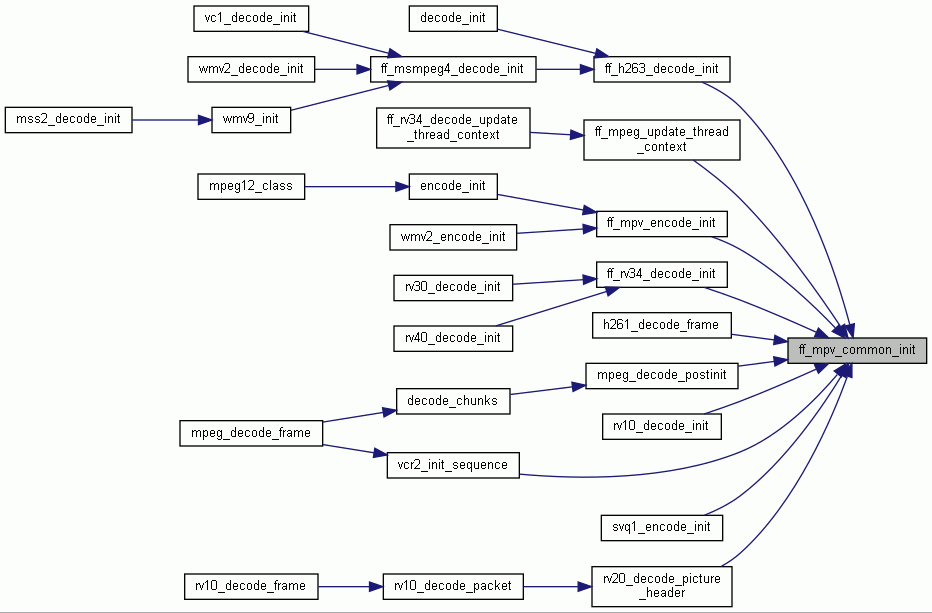 vc1_decode_init
decode_init
wmv2_decode_init
ff_msmpeg4_decode_init
ff_h263_decode_init
mss2_decode_init
wmv9_init
ff_rv34_decode_update
_thread_context
ff_mpeg_update_thread
_context
mpeg12_class
encode_init
ff_mpv_encode_init
wmv2_encode_init
rv30_decode_init
ff_rv34_decode_init
rv40_decode_init
h261_decode_frame
ff_mpv_common_init
mpeg_decode_postinit
decode_chunks
rv10_decode_init
mpeg_decode_frame
vcr2_init_sequence
svq1_encode_init
rv10_decode_frame
rv10_decode_packet
rv20_decode_picture
_header